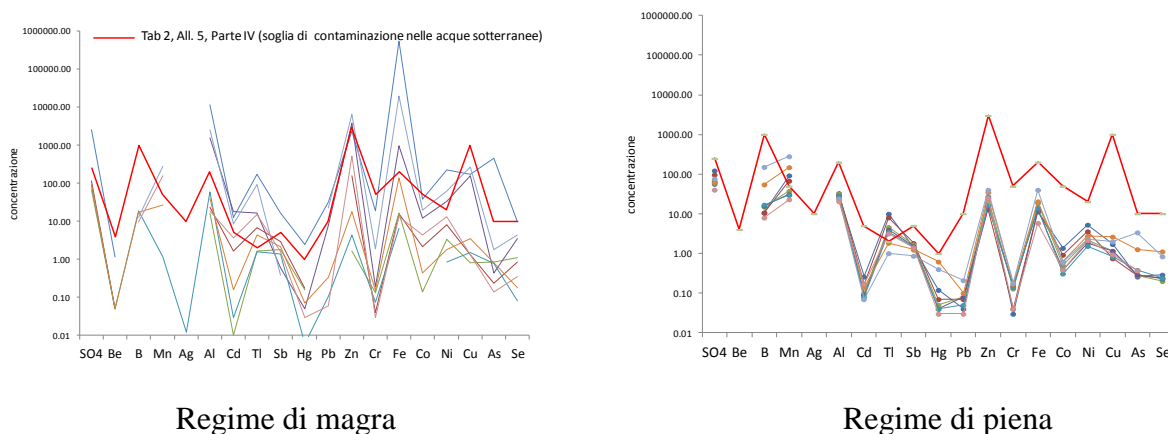 Tab 2, All. 5, Parte IV (soglia di contaminazione nelle acque sotterranee)
concentrazione
1000000.00
100000.00
10000.00
1000.00
100.00
10.00
1.00
0.10
0.01
SO4 Be B Mn Ag Al Cd Tl Sb Hg Pb Zn Cr Fe Co Ni Cu As Se
Regime di magra
concentrazione
1000000.00
100000.00
10000.00
1000.00
100.00
10.00
1.00
0.10
0.01
SO4 Be B Mn Ag Al Cd Tl Sb Hg Pb Zn Cr Fe Co Ni Cu As Se
Regime di piena